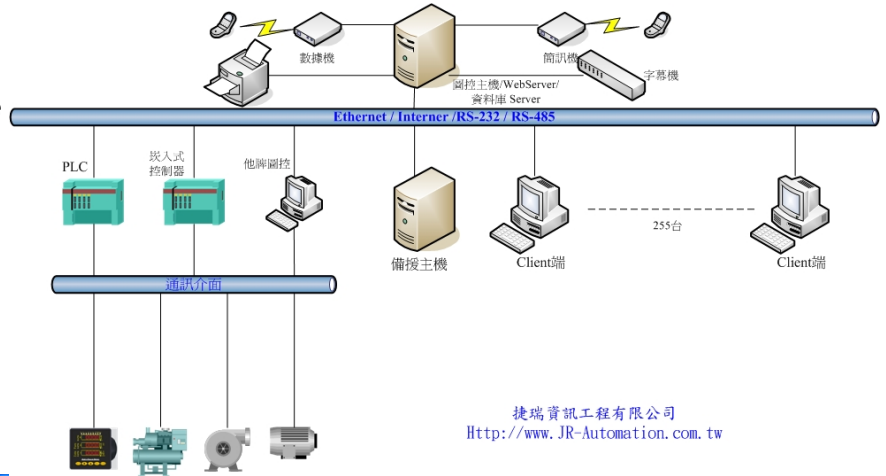 數據機
簡訊機
字幕機
圖控主機/WebServer/
資料庫 Server
Ethernet / Interner /RS-232 / RS-485
PLC
崁入式
控制器
他牌圖控
備援主機
Client端
255台
Client端
通訊介面
捷瑞資訊工程有限公司
Http://www.JR-Automation.com.tw